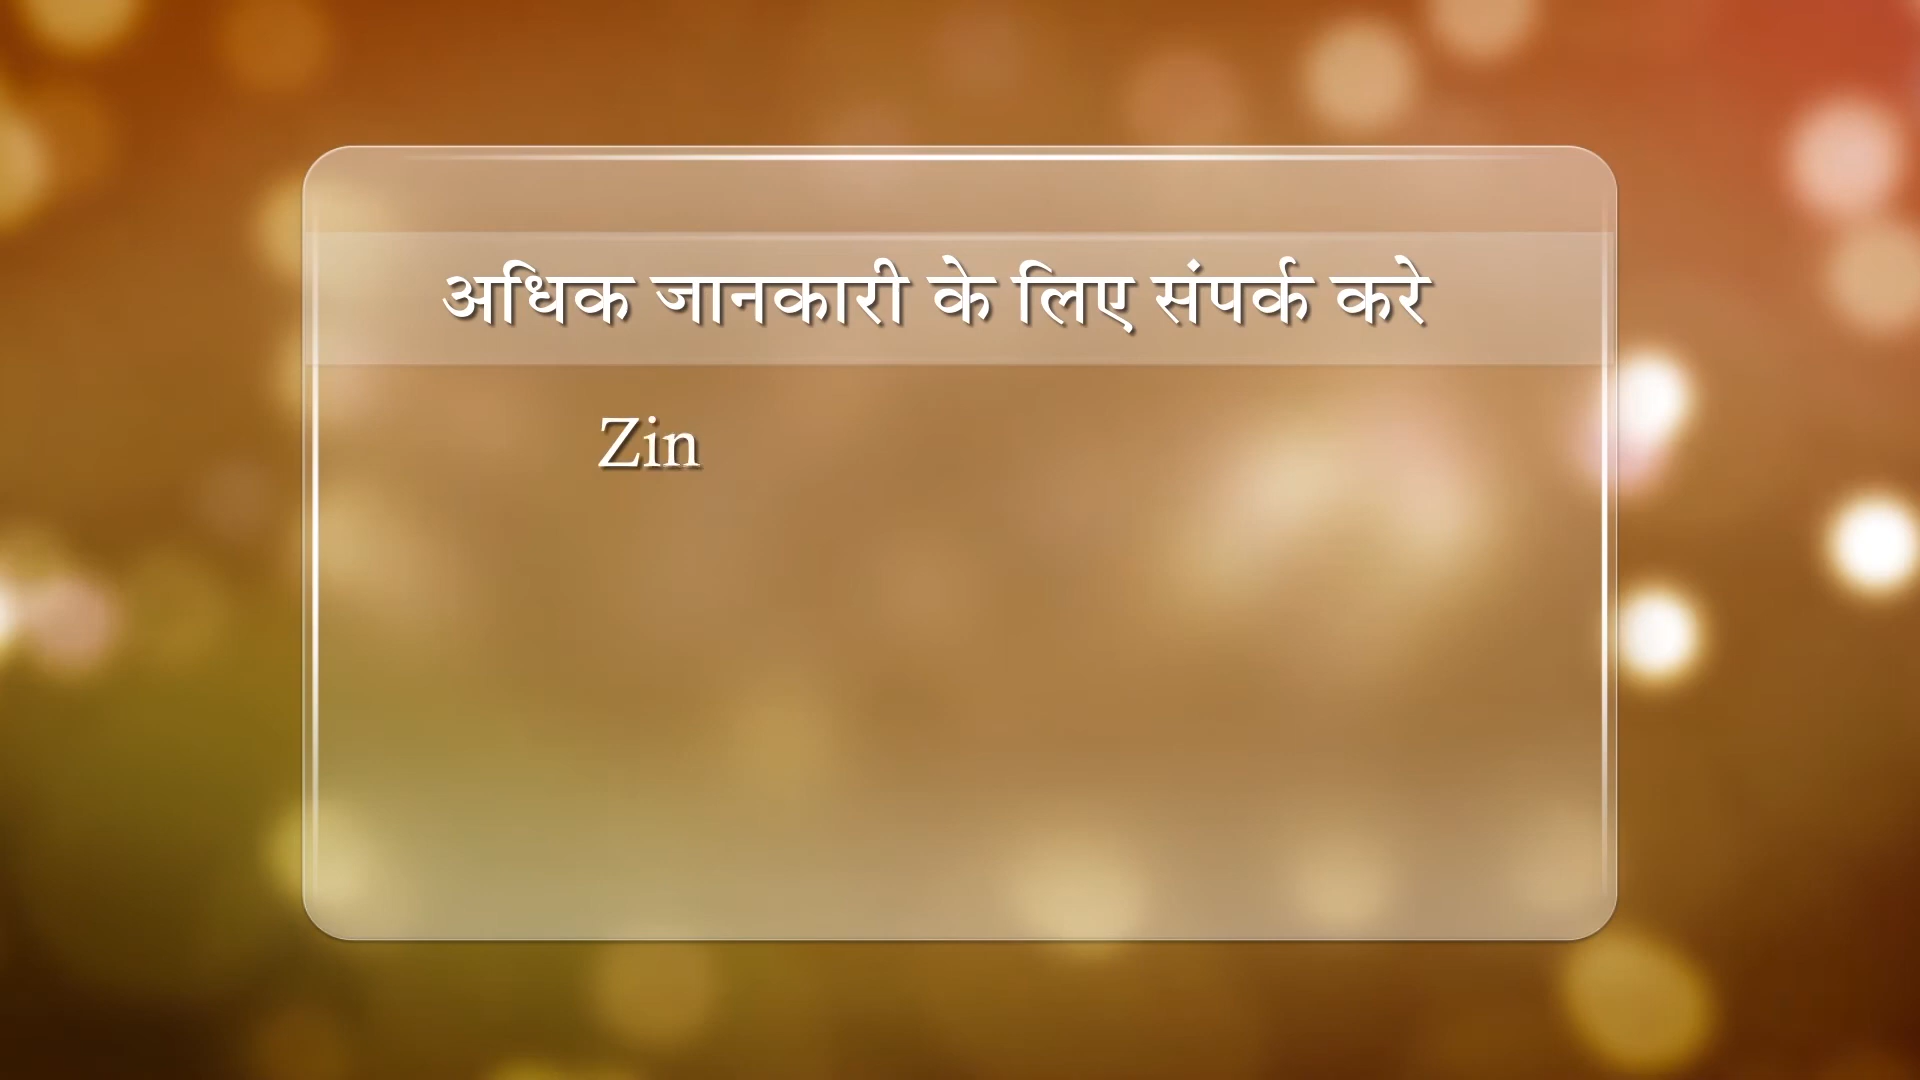 अधिक जानकारी के लिए संपर्क करे
Zin